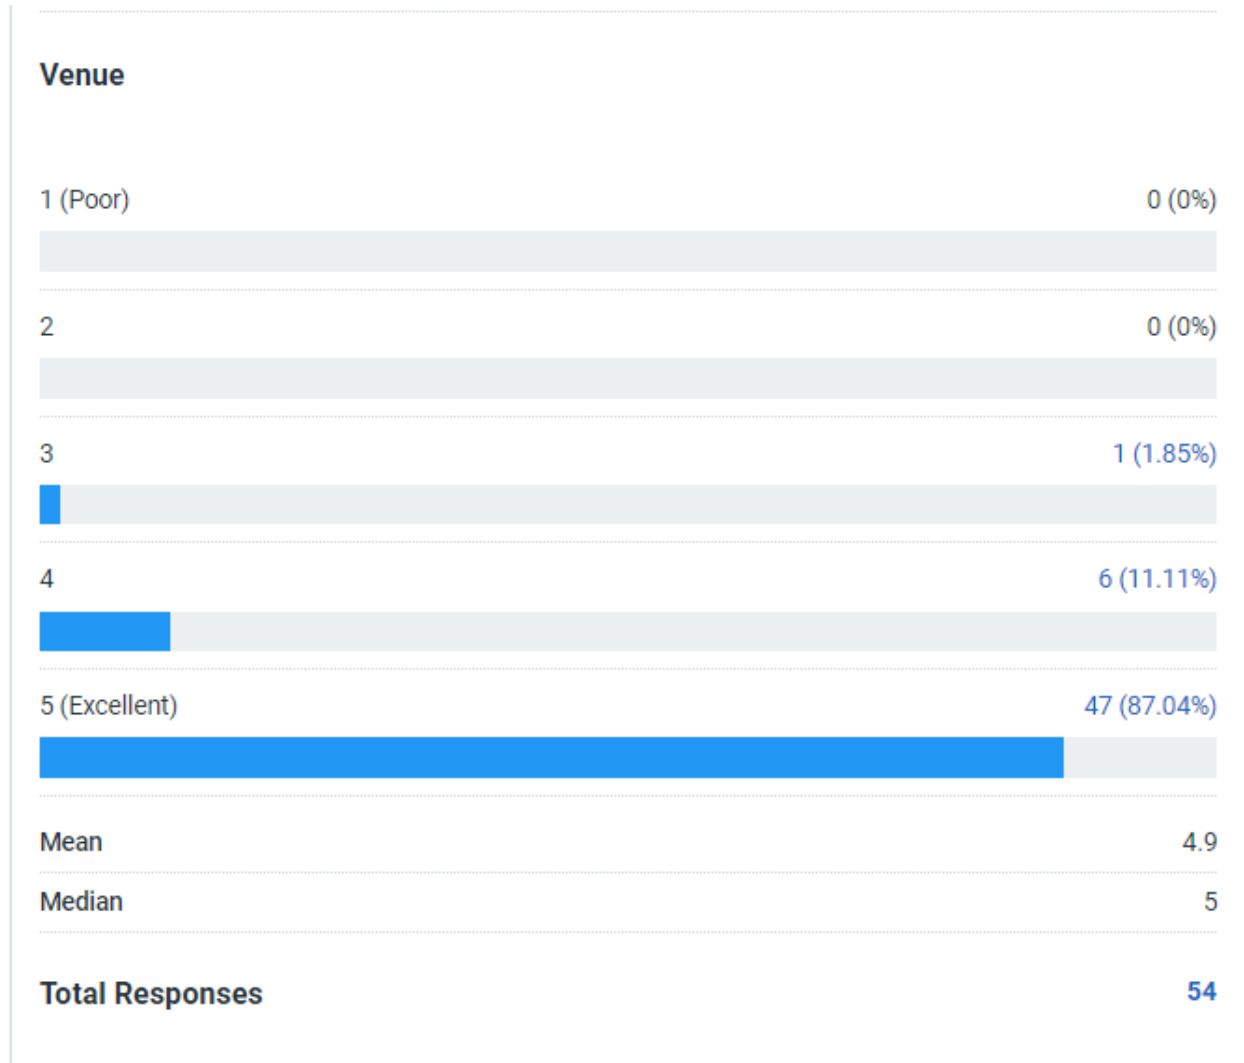 Venue
1 (Poor) 0 (0%)
2 0 (0%)
3 1 (1.85%)
4 6 (11.11%)
5 (Excellent) 47 (87.04%)
Mean 4.9
Median 5
Total Responses 54